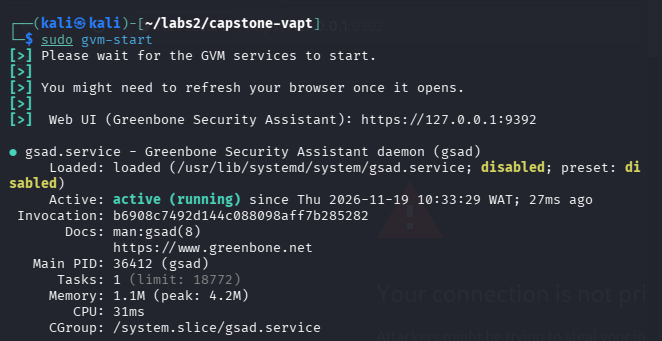 ┌──(kali㉿kali)-[~/labs2/capstone-vapt]
└─$ sudo gvm-start
[>] Please wait for the GVM services to start.
[>]
[>] You might need to refresh your browser once it opens.
[>]
[>]  Web UI (Greenbone Security Assistant): https://127.0.0.1:9392

● gsad.service - Greenbone Security Assistant daemon (gsad)
     Loaded: loaded (/usr/lib/systemd/system/gsad.service; disabled; preset: di
sabled)
     Active: active (running) since Thu 2026-11-19 10:33:29 WAT; 27ms ago
 Invocation: b6908c7492d144c088098aff7b285282
       Docs: man:gsad(8)
             https://www.greenbone.net
   Main PID: 36412 (gsad)
      Tasks: 1 (limit: 18772)
     Memory: 1.1M (peak: 4.2M)
        CPU: 31ms
     CGroup: /system.slice/gsad.service
Your connection is not pri